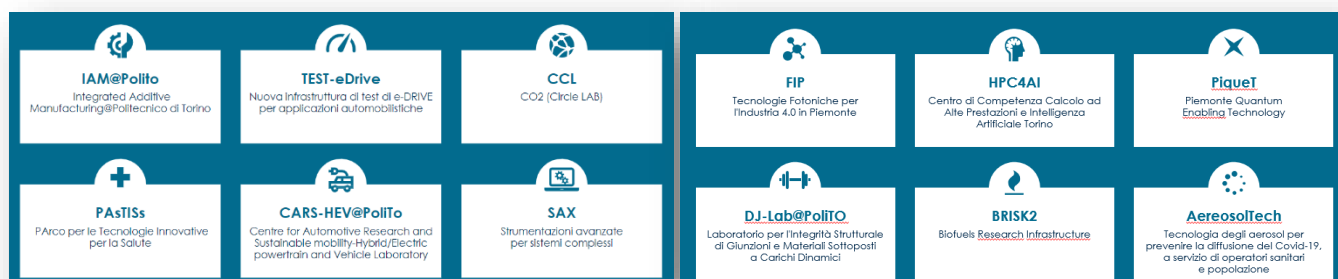 IAM@Polito
Integrated Additive
Manufacturing@Politecnico di Torino
TEST-eDrive
Nuova infrastruttura di test di e-DRIVE
per applicazioni automobilistiche
CCL
CO2 (Circle LAB)
FIP
Tecnologie Fotoniche per
l'Industria 4.0 in Piemonte
HPC4AI
Centro di Competenza Calcolo ad
Alte Prestazioni e Intelligenza
Artificiale Torino
PiqueT
Piemonte Quantum
Enabling Technology
PAsTISs
PArco per le Tecnologie Innovative
per la Salute
CARS-HEV@PoliTo
Centre for Automotive Research and
Sustainable mobility-Hybrid/Electric
powertrain and Vehicle Laboratory
SAX
Strumentazioni avanzate
per sistemi complessi
DJ-Lab@PoliTO
Laboratorio per l'Integrità Strutturale
di Giunzioni e Materiali Sottoposti
a Carichi Dinamici
BRISK2
Biofuels Research Infrastructure
AereosolTech
Tecnologia degli aerosol per
prevenire la diffusione del Covid-19,
a servizio di operatori sanitari
e popolazione